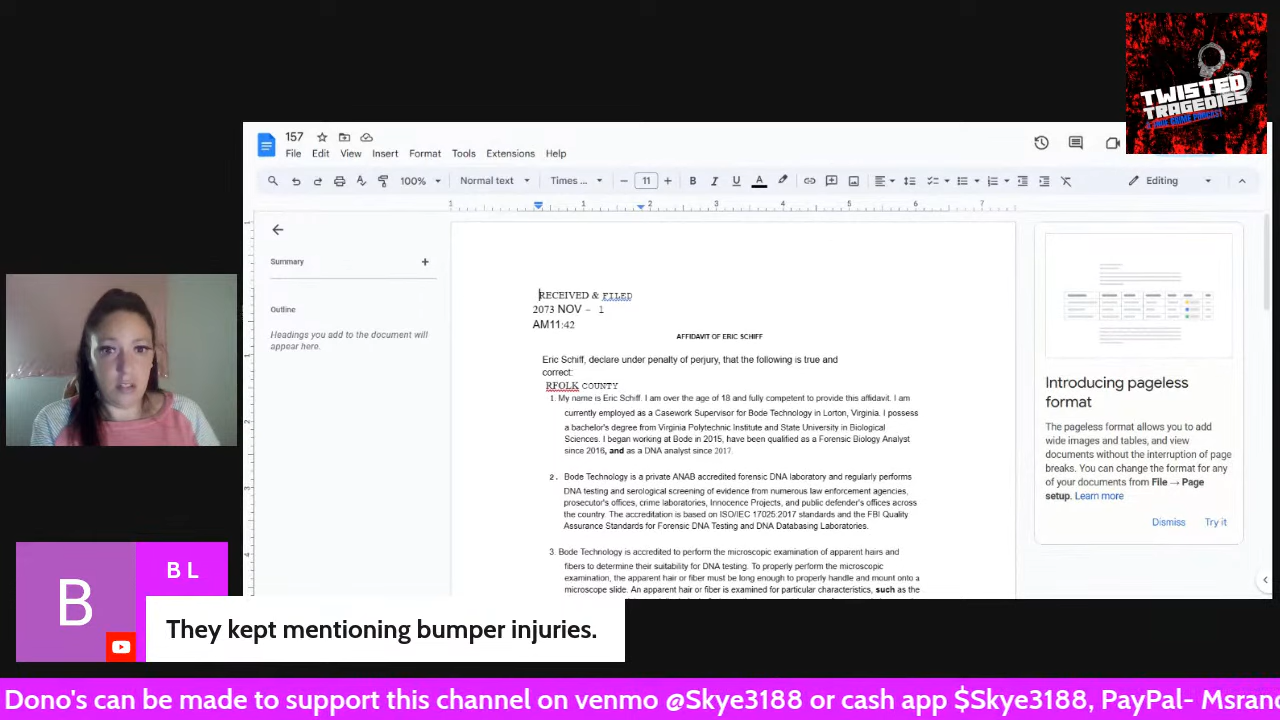 TWISTED
TRAGEDIES
A TRUE CRIME PODCAST
157
File Edit View Insert Format Tools Extensions Help
100% Normal text Times ... 11 Editing
1 1 2 3 4 5 6 7
Summary
Outline
Headings you add to the document will
appear here.
RECEIVED & FILED
2073 NOV - 1
AM11:42
AFFIDAVIT OF ERIC SCHIFF
Eric Schiff, declare under penalty of perjury, that the following is true and
correct:
RFOLK COUNTY
1. My name is Eric Schiff. I am over the age of 18 and fully competent to provide this affidavit. I am
currently employed as a Casework Supervisor for Bode Technology in Lorton, Virginia. I possess
a bachelor's degree from Virginia Polytechnic Institute and State University in Biological
Sciences. I began working at Bode in 2015, have been qualified as a Forensic Biology Analyst
since 2016, and as a DNA analyst since 2017.
2. Bode Technology is a private ANAB accredited forensic DNA laboratory and regularly performs
DNA testing and serological screening of evidence from numerous law enforcement agencies,
prosecutor's offices, crime laboratories, Innocence Projects, and public defender's offices across
the country. The accreditation is based on ISO/IEC 17025.2017 standards and the FBI Quality
Assurance Standards for Forensic DNA Testing and DNA Databasing Laboratories.
3. Bode Technology is accredited to perform the microscopic examination of apparent hairs and
fibers to determine their suitability for DNA testing. To properly perform the microscopic
examination, the apparent hair or fiber must be long enough to properly handle and mount onto a
microscope slide. An apparent hair or fiber is examined for particular characteristics, such as the
Introducing pageless
format
The pageless format allows you to add
wide images and tables, and view
documents without the interruption of page
breaks. You can change the format for any
of your documents from File → Page
setup. Learn more
Dismiss Try it
B
B L
They kept mentioning bumper injuries.
Dono's can be made to support this channel on venmo @Skye3188 or cash app $Skye3188, PayPal- Msranc